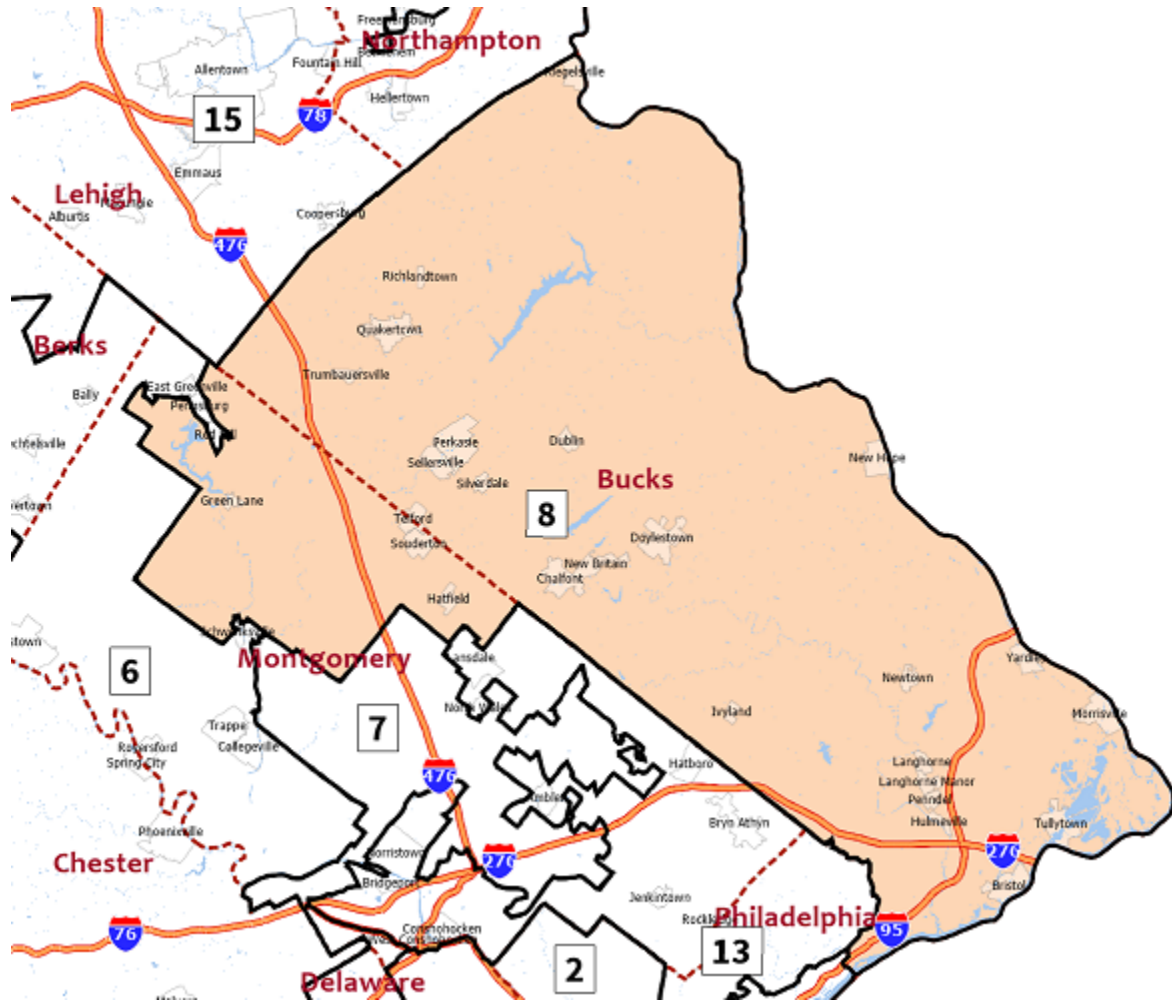 Northampton
Allentown
Fountain Hill
Hellertown
Riegelsville
15
78
Emmaus
Lehigh
Alburtis
Coopersburg
476
Richlandtown
Quakertown
Berks
Trumbauersville
East Greenville
Bally
Pennsburg
Red Hill
Perkasie
Dublin
Sellersville
New Hope
Silverdale
Bucks
Green Lane
8
Telford
Souderton
Doylestown
New Britain
Chalfont
Hatfield
Schwenksville
Montgomery
Lansdale
Yardley
6
Newtown
North Wales
Ivyland
Morrisville
7
Trappe
Collegeville
Royersford
Spring City
Hatboro
Langhorne
476
Langhorne Manor
Ambler
Penndel
Bryn Athyn
Hulmeville
Tullytown
Phoenixville
Norristown
276
276
Chester
Bridgeport
Bristol
Jenkintown
Rockledge
Philadelphia
76
Conshohocken
West Conshohocken
95
13
2
Delaware